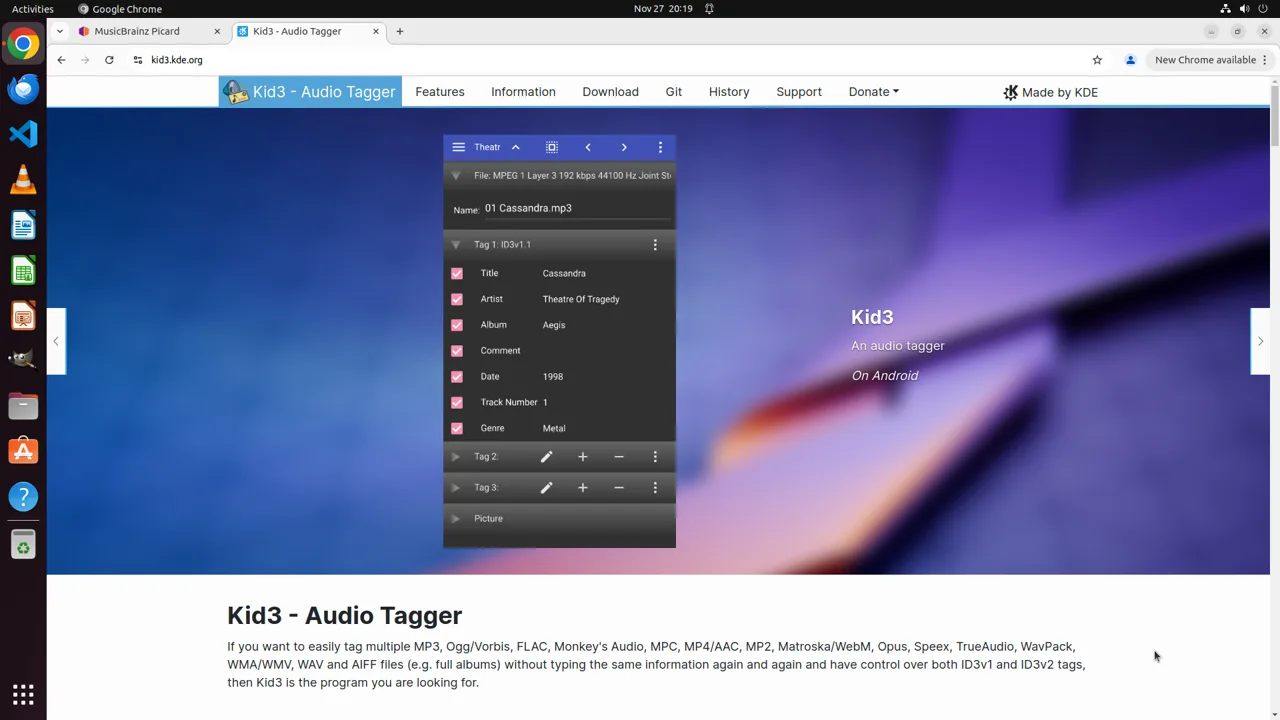 Activities
Google Chrome
Nov 27 20:19
MusicBrainz Picard
Kid3 - Audio Tagger
kid3.kde.org
New Chrome available
Kid3 - Audio Tagger
Features
Information
Download
Git
History
Support
Donate
Made by KDE
Theatr
File: MPEG 1 Layer 3 192 kbps 44100 Hz Joint St
Name: 01 Cassandra.mp3
Tag 1: ID3v1.1
Title Cassandra
Artist Theatre Of Tragedy
Album Aegis
Comment
Date 1998
Track Number 1
Genre Metal
Tag 2:
Tag 3:
Picture
Kid3
An audio tagger
On Android
Kid3 - Audio Tagger
If you want to easily tag multiple MP3, Ogg/Vorbis, FLAC, Monkey's Audio, MPC, MP4/AAC, MP2, Matroska/WebM, Opus, Speex, TrueAudio, WavPack,
WMA/WMV, WAV and AIFF files (e.g. full albums) without typing the same information again and again and have control over both ID3v1 and ID3v2 tags,
then Kid3 is the program you are looking for.